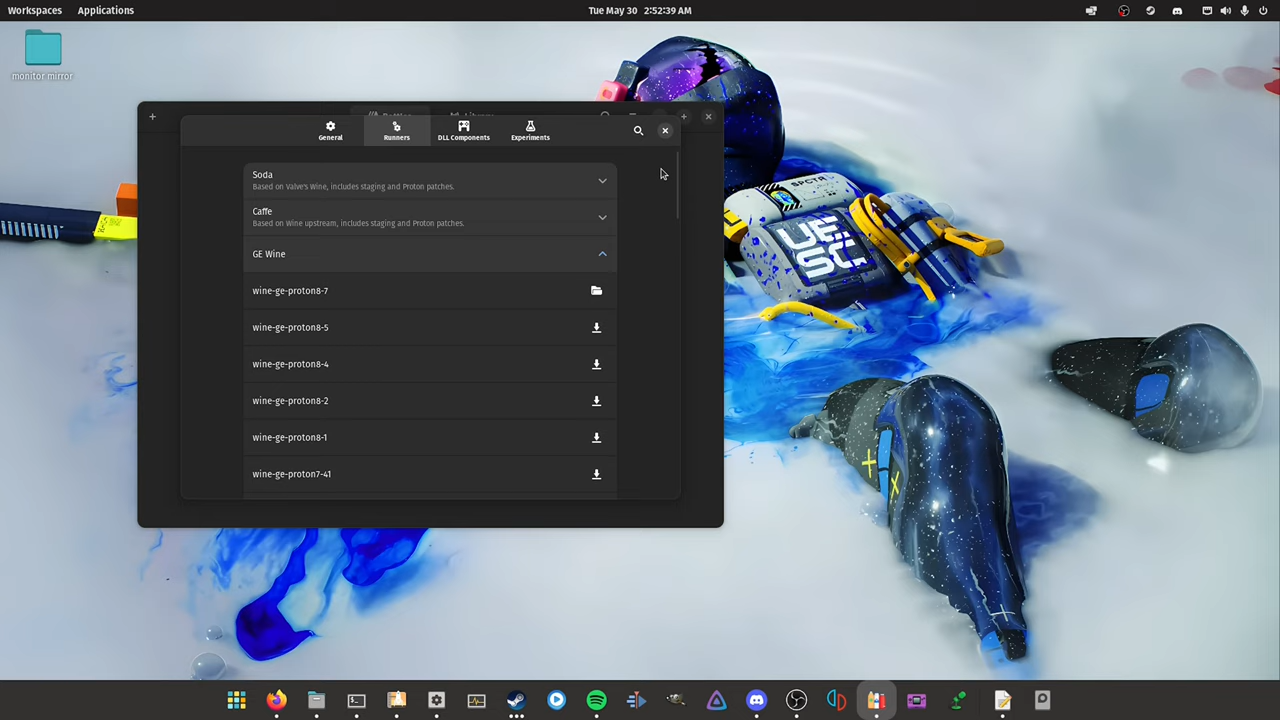 Workspaces Applications Tue May 30 2:52:39 AM
monitor mirror
General Runners DLL Components Experiments
Soda
Based on Valve's Wine, includes staging and Proton patches.
Caffe
Based on Wine upstream, includes staging and Proton patches.
GE Wine
wine-ge-proton8-7
wine-ge-proton8-5
wine-ge-proton8-4
wine-ge-proton8-2
wine-ge-proton8-1
wine-ge-proton7-41
SPCTR
UESC